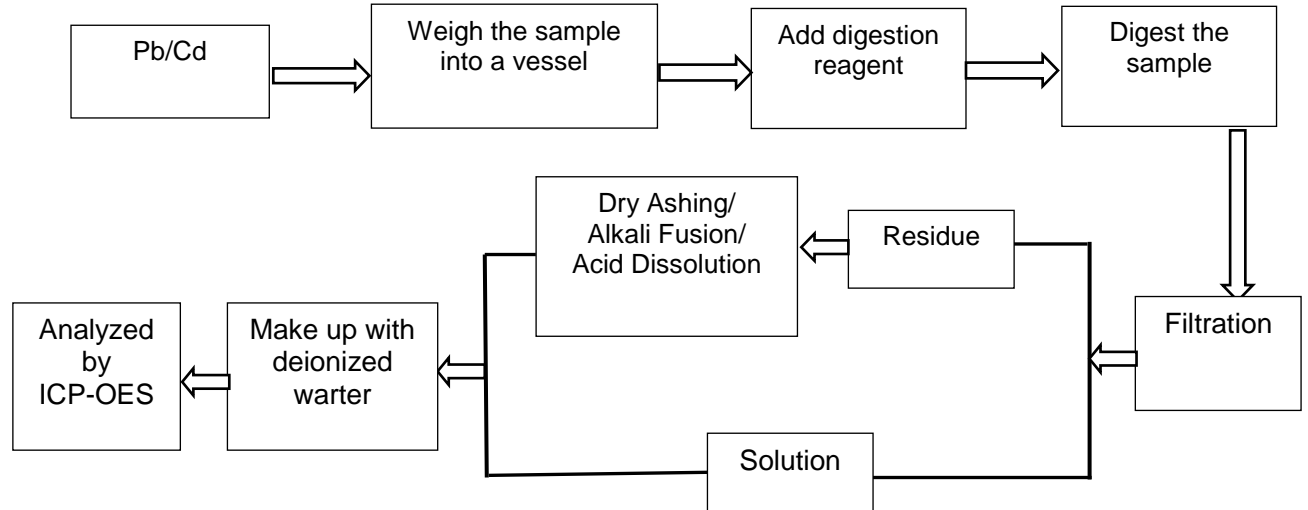 Pb/Cd
Weigh the sample
into a vessel
Add digestion
reagent
Digest the
sample
Dry Ashing/
Alkali Fusion/
Acid Dissolution
Residue
Filtration
Analyzed
by
ICP-OES
Make up with
deionized
warter
Solution